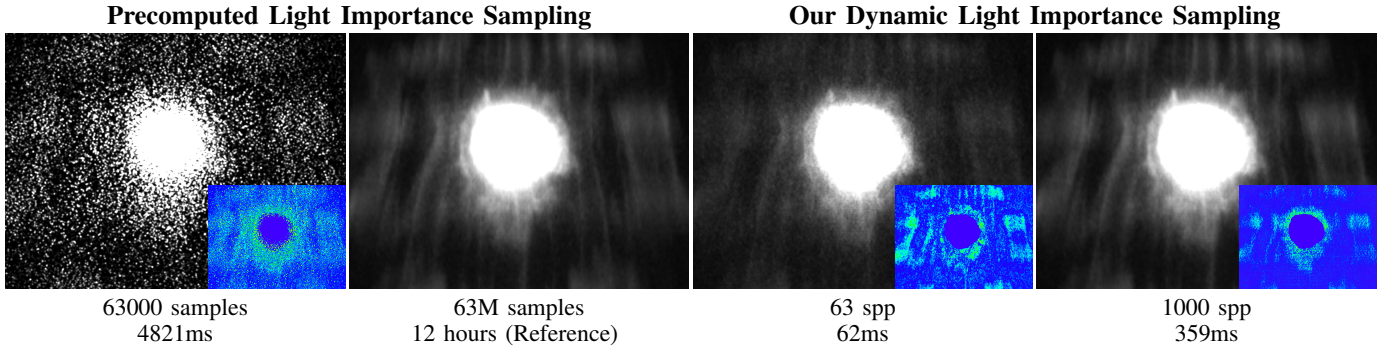 Precomputed Light Importance Sampling
Our Dynamic Light Importance Sampling
63000 samples
4821ms
63M samples
12 hours (Reference)
63 spp
62ms
1000 spp
359ms